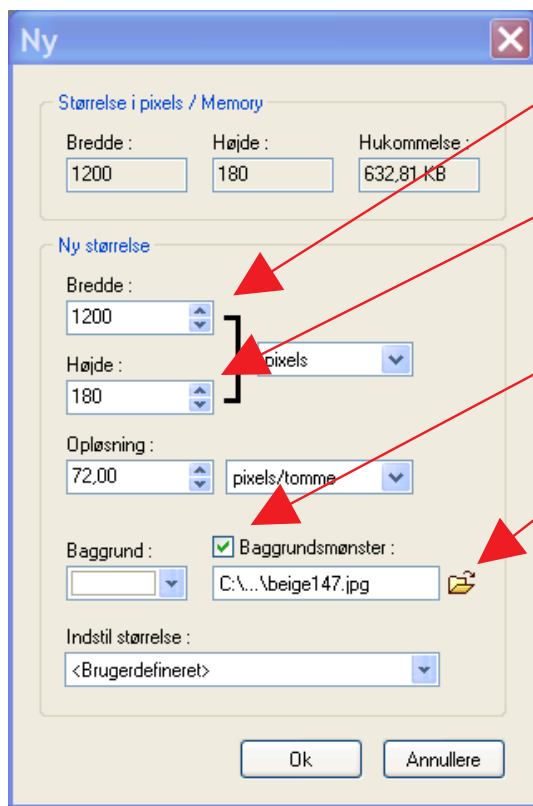 Ny
Størrelse i pixels / Memory
Bredde : Højde : Hukommelse :
1200 180 632,81 KB
Ny størrelse
Bredde :
1200
pixels
Højde :
180
Opløsning :
72,00 pixels/tomme
Baggrund : Baggrundsmønster :
C:\...\beige147.jpg
Indstil størrelse :
<Brugerdefineret>
Ok Annullere